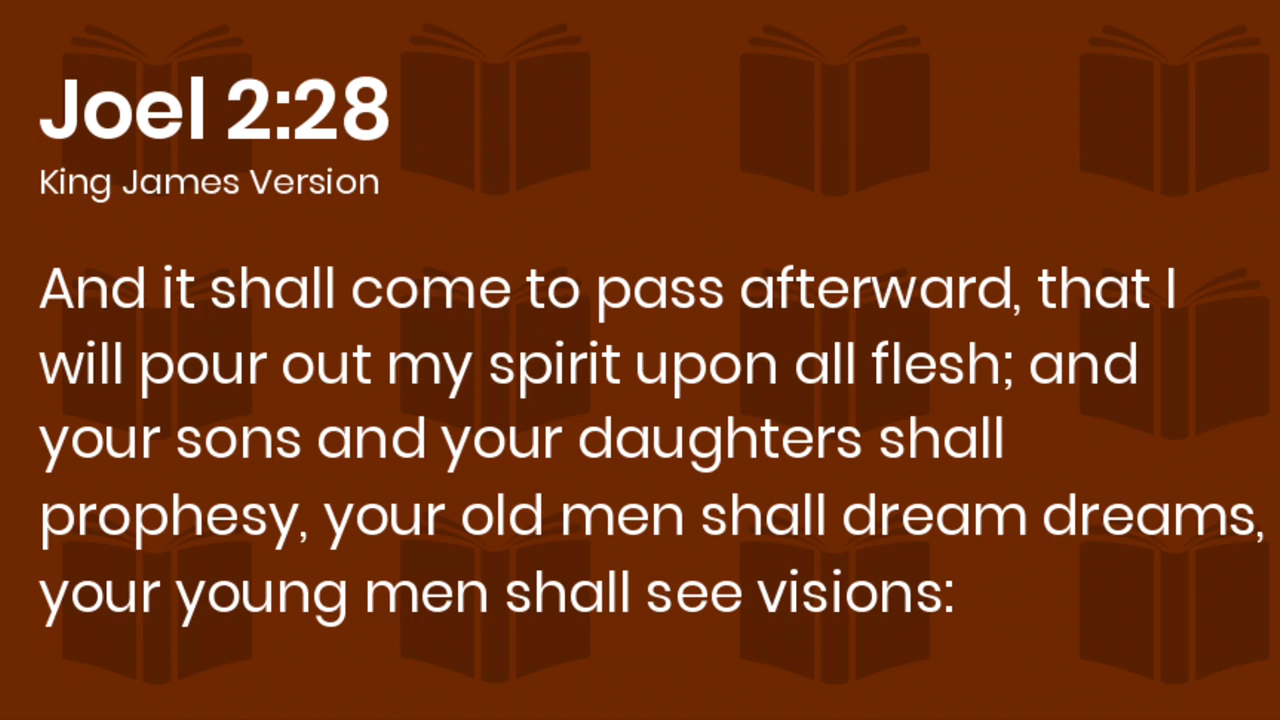 Joel 2:28
King James Version
And it shall come to pass afterward, that I
will pour out my spirit upon all flesh; and
your sons and your daughters shall
prophesy, your old men shall dream dreams,
your young men shall see visions: